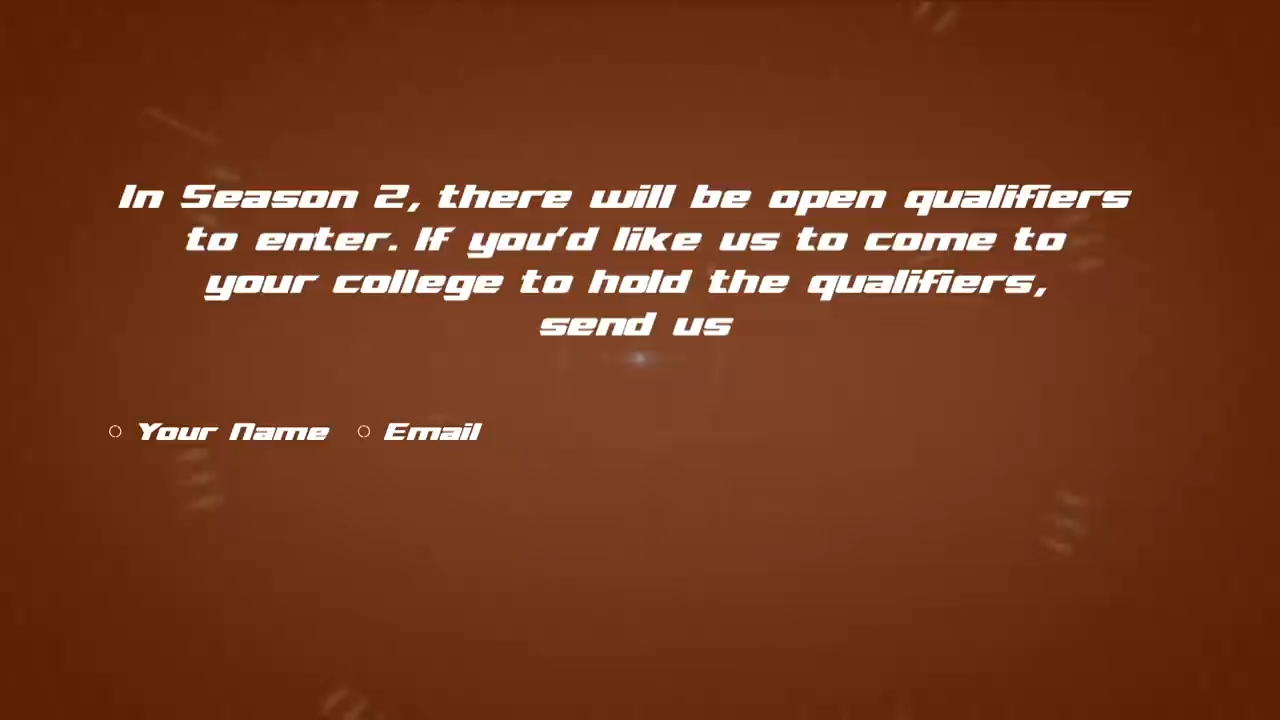 In Season 2, there will be open qualifiers
to enter. If you'd like us to come to
your college to hold the qualifiers,
send us
Your Name Email